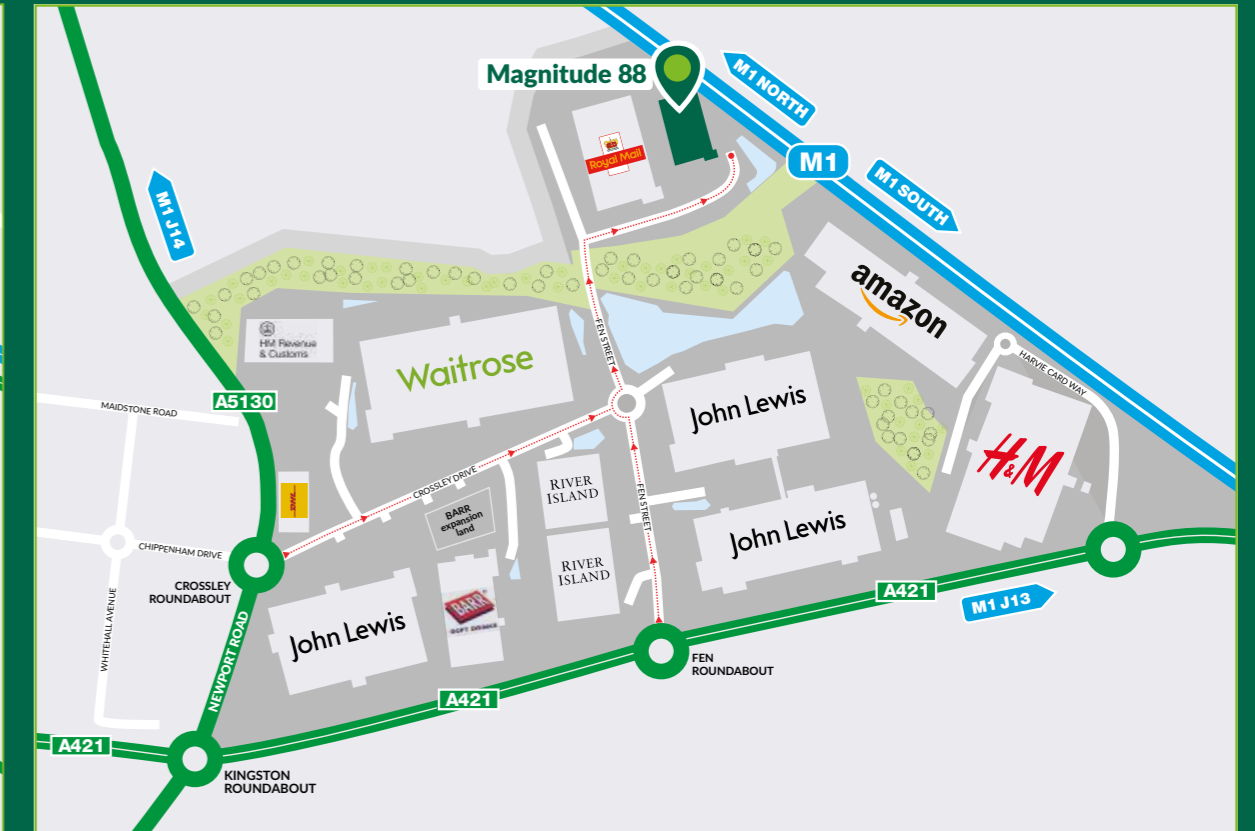 Magnitude 88
M1 NORTH
Royal Mail
M1
M1 SOUTH
M1 J14
amazon
HM Revenue
& Customs
FEN STREET
Waitrose
HARVIE CARD WAY
A5130
MAIDSTONE ROAD
John Lewis
H&M
CROSSLEY DRIVE
RIVER
ISLAND
DHL
BARR
expansion
land
FEN STREET
John Lewis
CHIPPENHAM DRIVE
RIVER
ISLAND
CROSSLEY
ROUNDABOUT
A421
M1 J13
WHITEHALL AVENUE
BARR
SOFT DRINKS
John Lewis
NEWPORT ROAD
FEN
ROUNDABOUT
A421
A421
KINGSTON
ROUNDABOUT